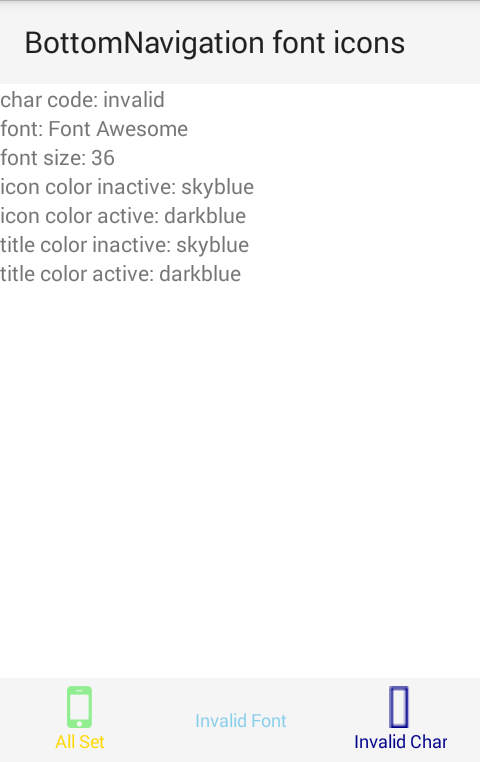 BottomNavigation font icons
char code: invalid
font: Font Awesome
font size: 36
icon color inactive: skyblue
icon color active: darkblue
title color inactive: skyblue
title color active: darkblue
All Set
Invalid Font
Invalid Char